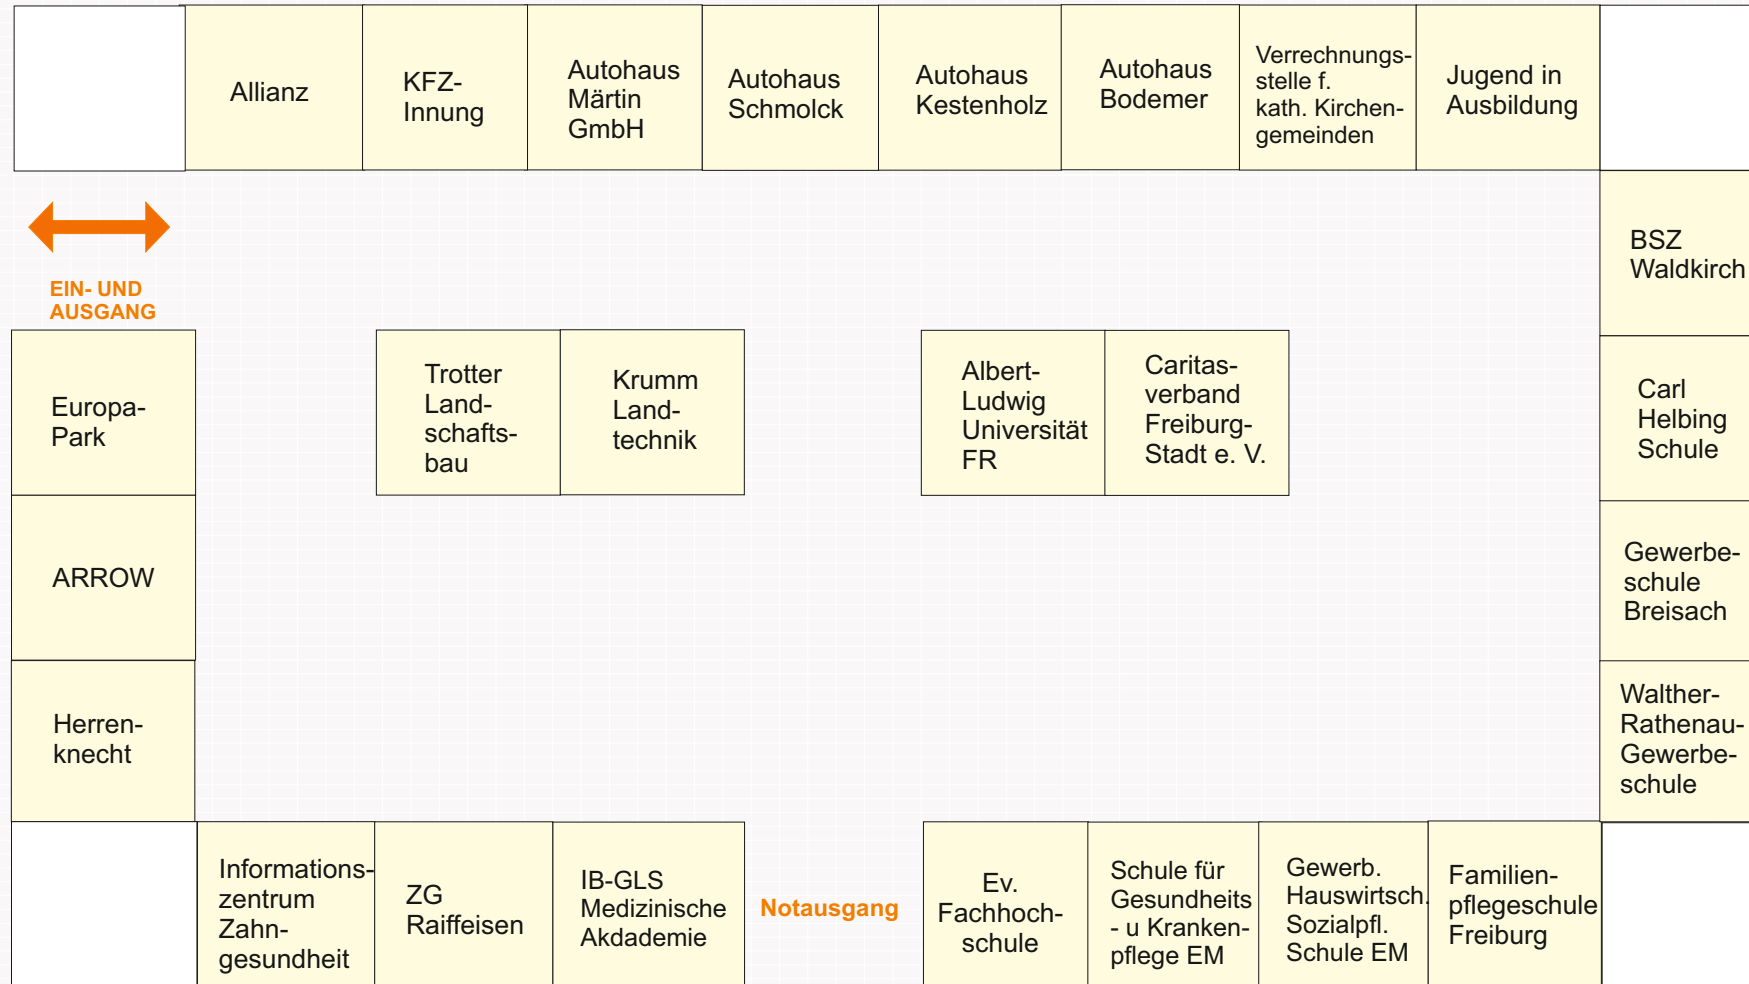 Allianz
KFZ-
Innung
Autohaus
Märtin
GmbH
Autohaus
Schmolck
Autohaus
Kestenholz
Autohaus
Bodemer
Verrechnungs-
stelle f.
kath. Kirchen-
gemeinden
Jugend in
Ausbildung
EIN- UND
AUSGANG
BSZ
Waldkirch
Europa-
Park
Trotter
Land-
schafts-
bau
Krumm
Land-
technik
Albert-
Ludwig
Universität
FR
Caritas-
verband
Freiburg-
Stadt e. V.
Carl
Helbing
Schule
ARROW
Gewerbe-
schule
Breisach
Herren-
knecht
Walther-
Rathenau-
Gewerbe-
schule
Informations-
zentrum
Zahn-
gesundheit
ZG
Raiffeisen
IB-GLS
Medizinische
Akdademie
Notausgang
Ev.
Fachhoch-
schule
Schule für
Gesundheits
- u Kranken-
pflege EM
Gewerb.
Hauswirtsch.
Sozialpfl.
Schule EM
Familien-
pflegeschule
Freiburg